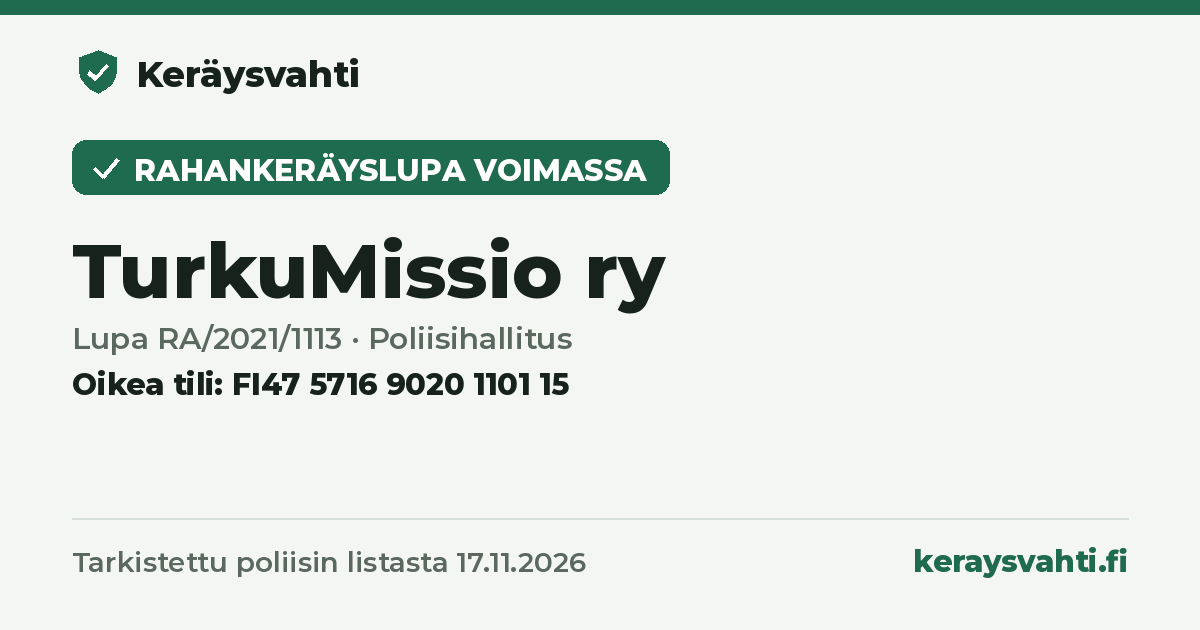 Keräysvahti
RAHANKERÄYSLUPA VOIMASSA
TurkuMissio ry
Lupa RA/2021/1113 · Poliisihallitus
Oikea tili: FI47 5716 9020 1101 15
Tarkistettu poliisin listasta 17.11.2026
keraysvahti.fi